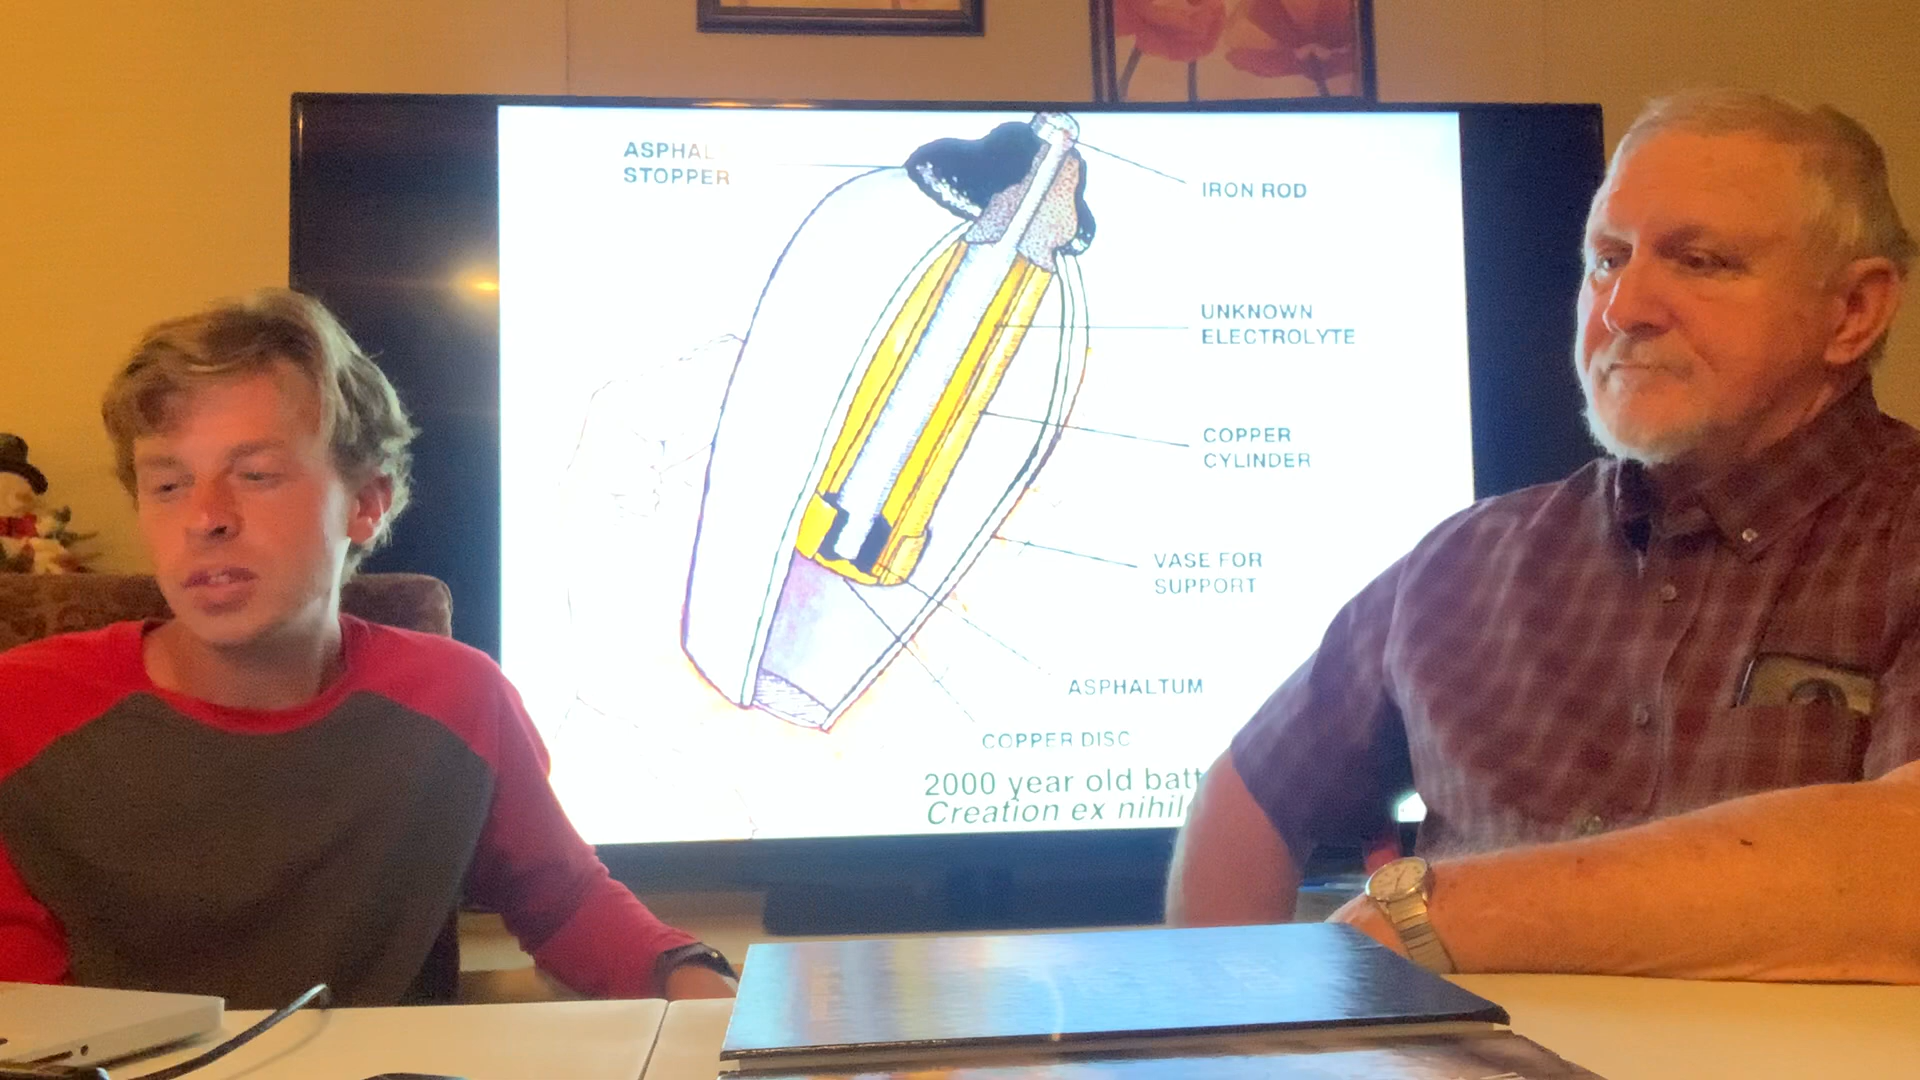 ASPHAL
STOPPER
IRON ROD
UNKNOWN
ELECTROLYTE
COPPER
CYLINDER
VASE FOR
SUPPORT
ASPHALTUM
COPPER DISC
2000 year old batt
Creation ex nihil